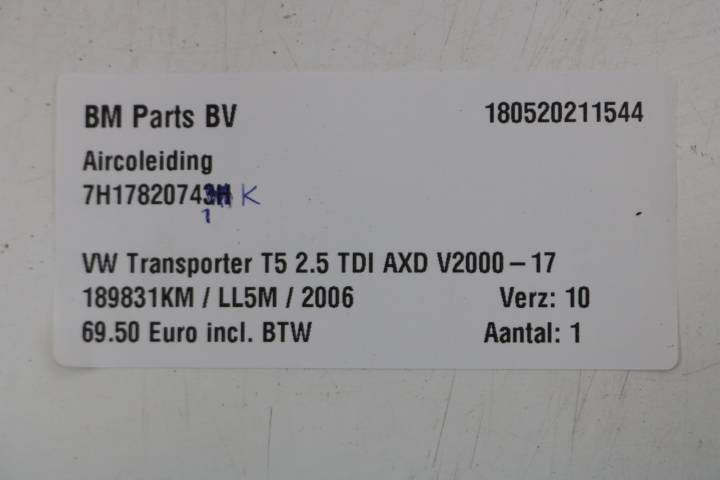 BM Parts BV 180520211544
Aircoleiding
7H1782074 K
1
VW Transporter T5 2.5 TDI AXD V2000 – 17
189831KM / LL5M / 2006 Verz: 10
69.50 Euro incl. BTW Aantal: 1